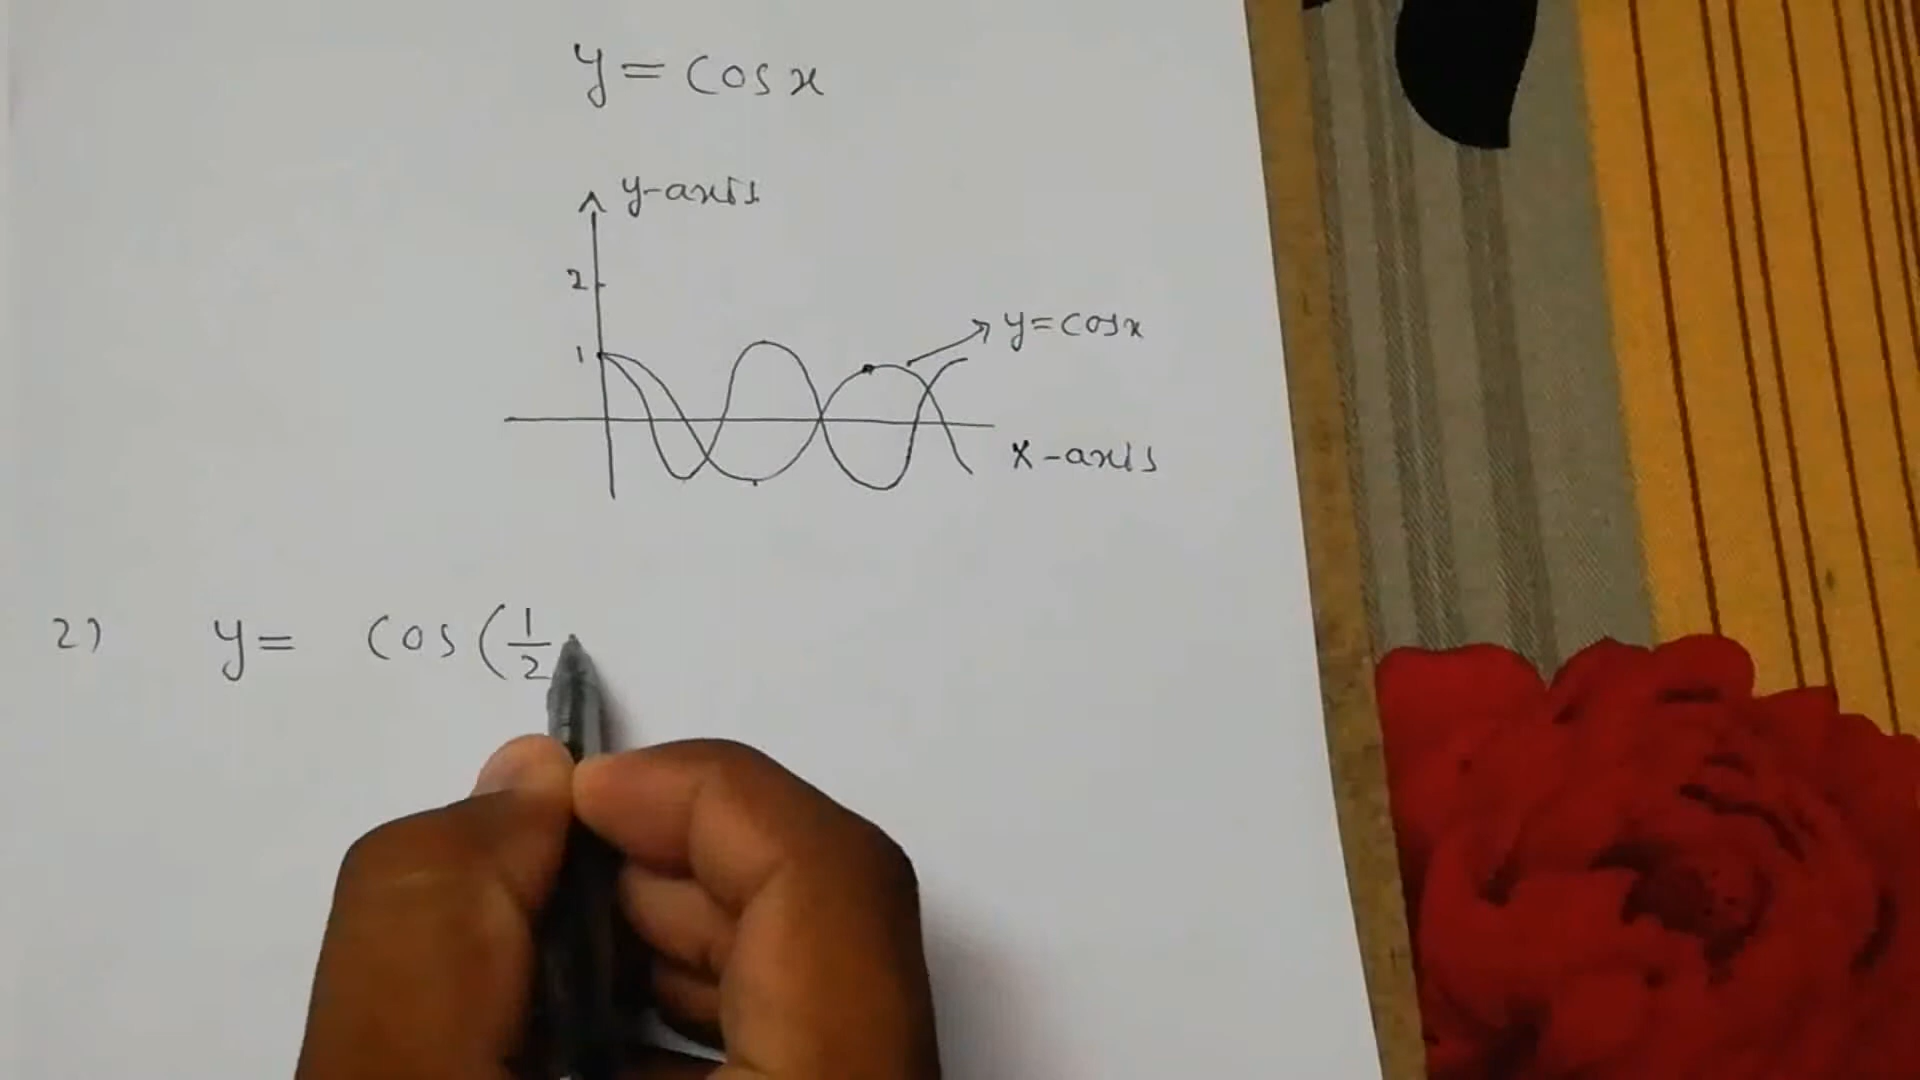 y = cos x
y-axis
2
1
y = cos x
x-axis
2) y = cos (1/2